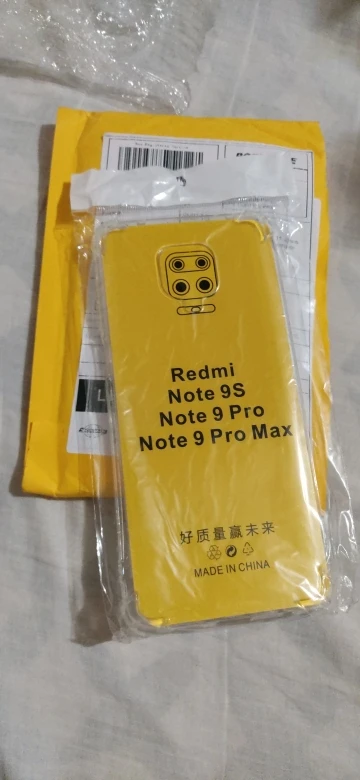 Redmi
Note 9S
Note 9 Pro
Note 9 Pro Max
好质量赢未来
MADE IN CHINA